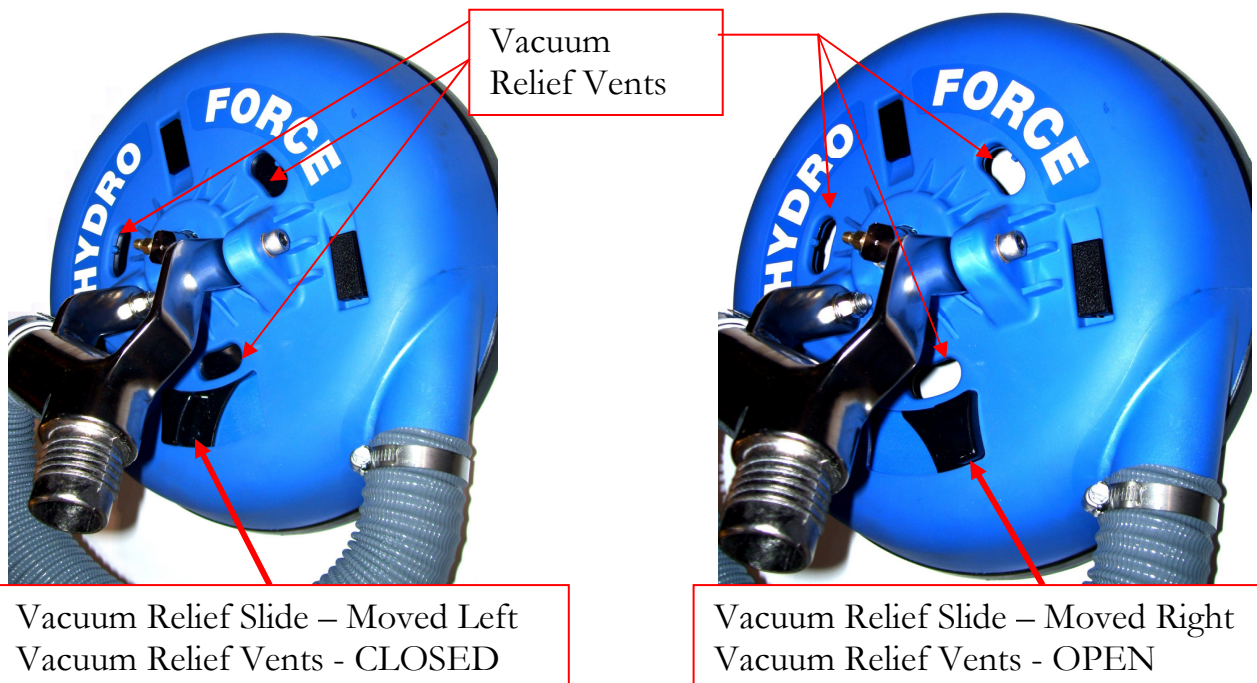 Vacuum
Relief Vents
HYDRO FORCE
HYDRO FORCE
Vacuum Relief Slide – Moved Left
Vacuum Relief Vents - CLOSED
Vacuum Relief Slide – Moved Right
Vacuum Relief Vents - OPEN